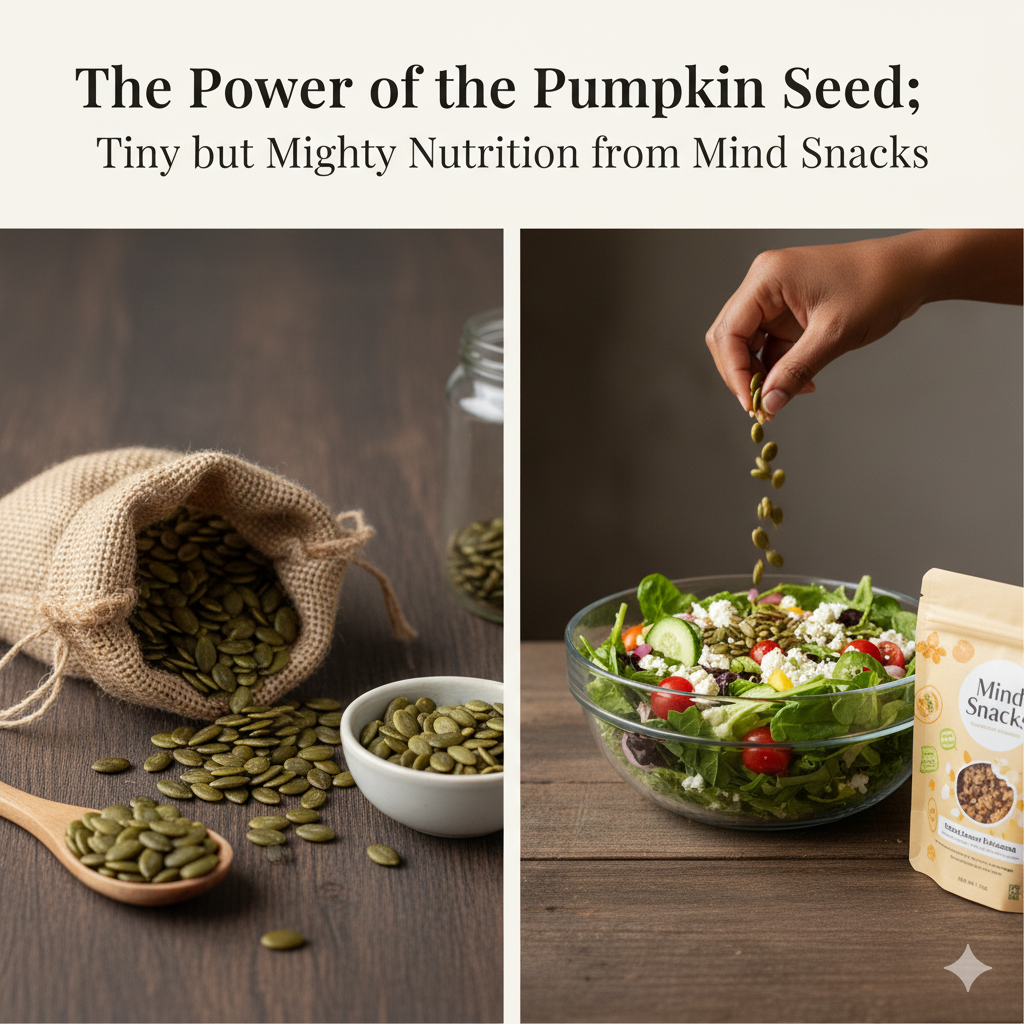 The Power of the Pumpkin Seed;
Tiny but Mighty Nutrition from Mind Snacks
Mind
Snacks